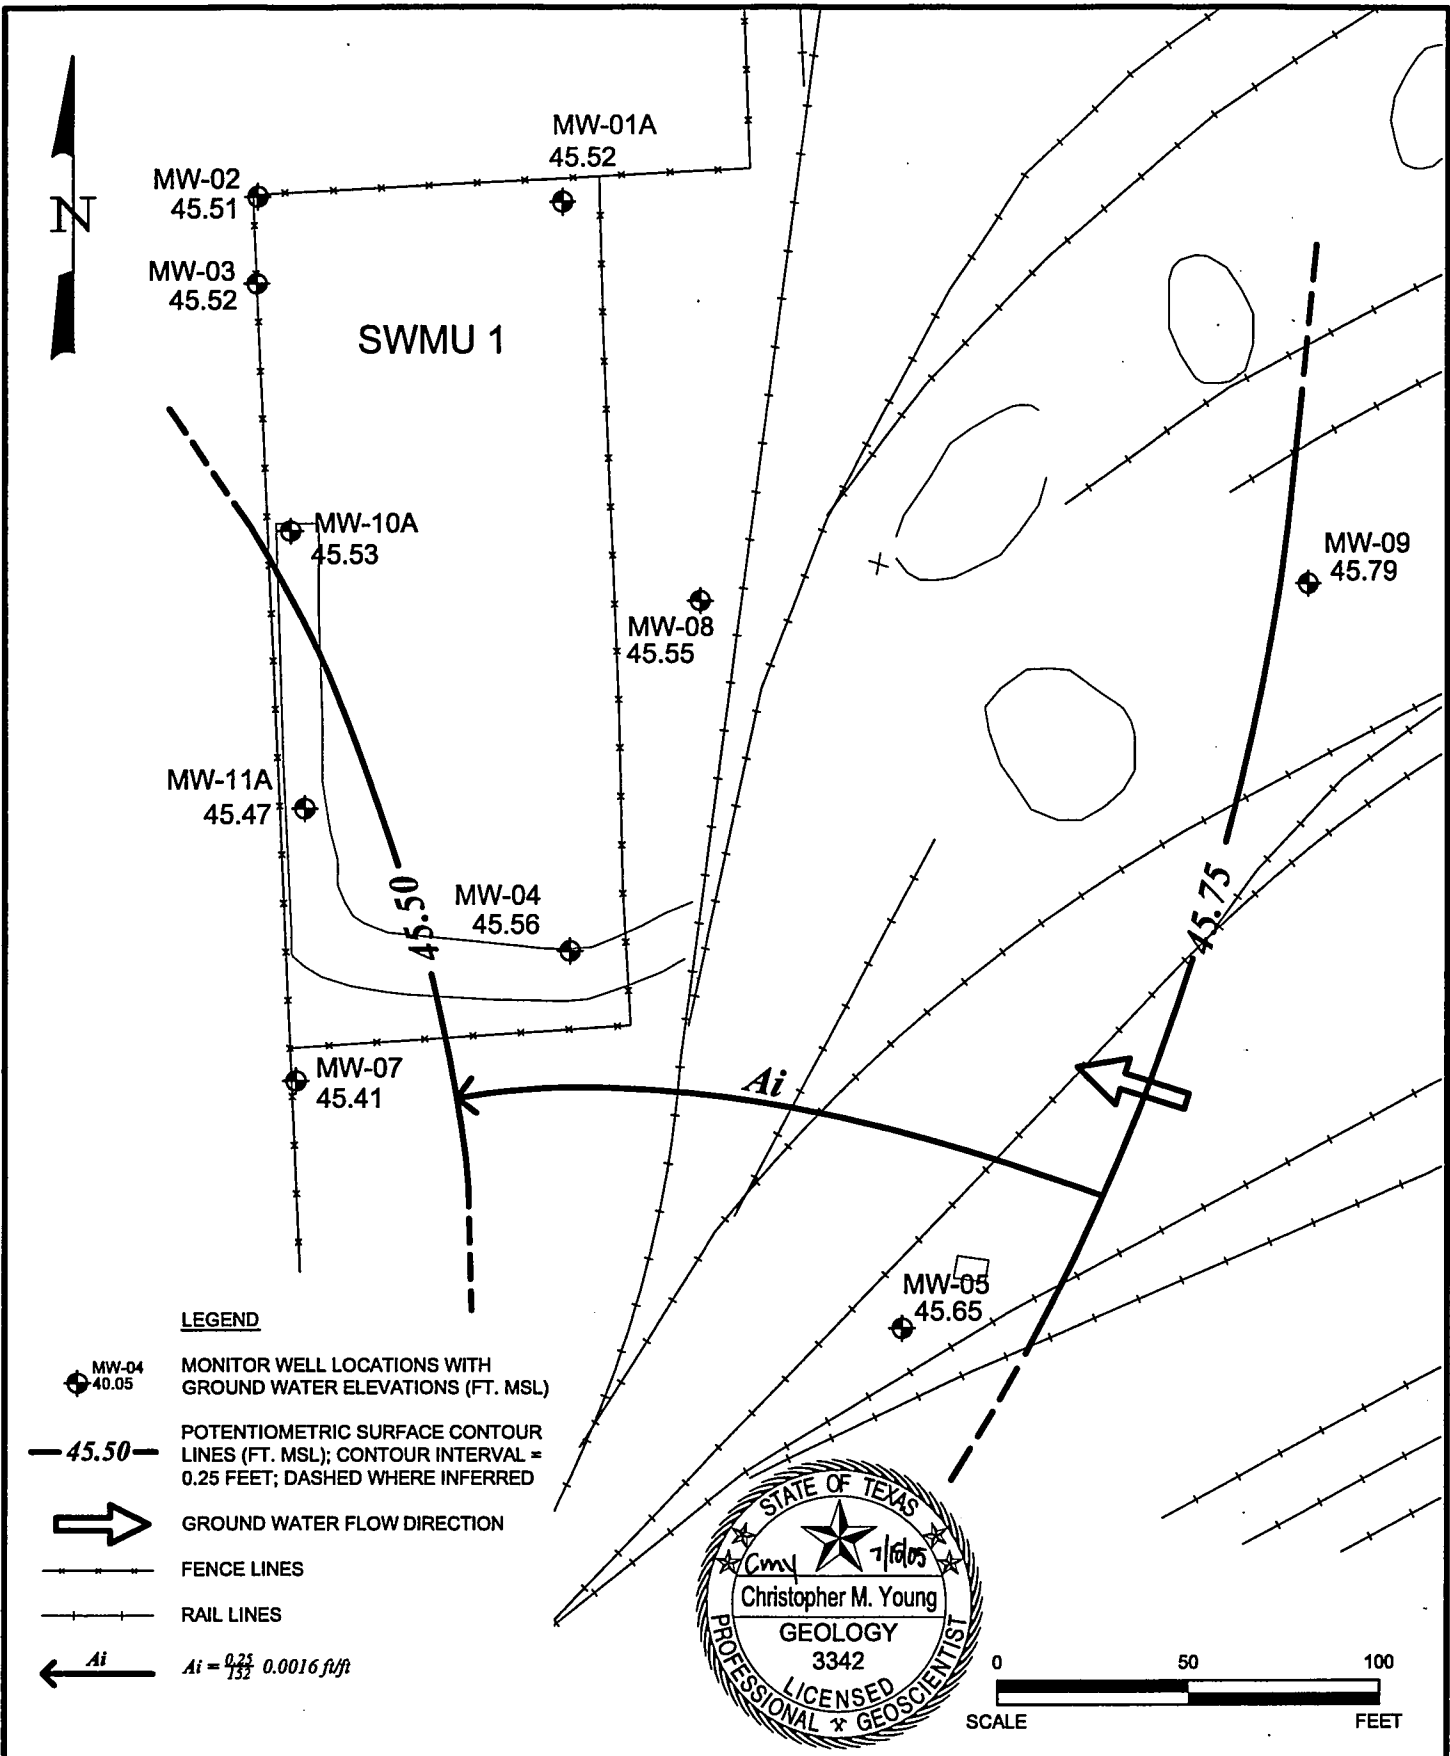 MW-01A
45.52
MW-02
45.51
N
MW-03
45.52
SWMU 1
MW-10A
45.53
MW-09
45.79
MW-08
45.55
MW-11A
45.47
45.50
MW-04
45.56
45.75
MW-07
45.41
Ai
MW-05
45.65
LEGEND
MW-04
40.05
MONITOR WELL LOCATIONS WITH
GROUND WATER ELEVATIONS (FT. MSL)
45.50
POTENTIOMETRIC SURFACE CONTOUR
LINES (FT. MSL); CONTOUR INTERVAL =
0.25 FEET; DASHED WHERE INFERRED
GROUND WATER FLOW DIRECTION
FENCE LINES
RAIL LINES
Ai
Ai = 0.25/152 0.0016 ft/ft
STATE OF TEXAS
CMY
Christopher M. Young
GEOLOGY
3342
LICENSED
PROFESSIONAL GEOSCIENTIST
0 50 100
SCALE FEET